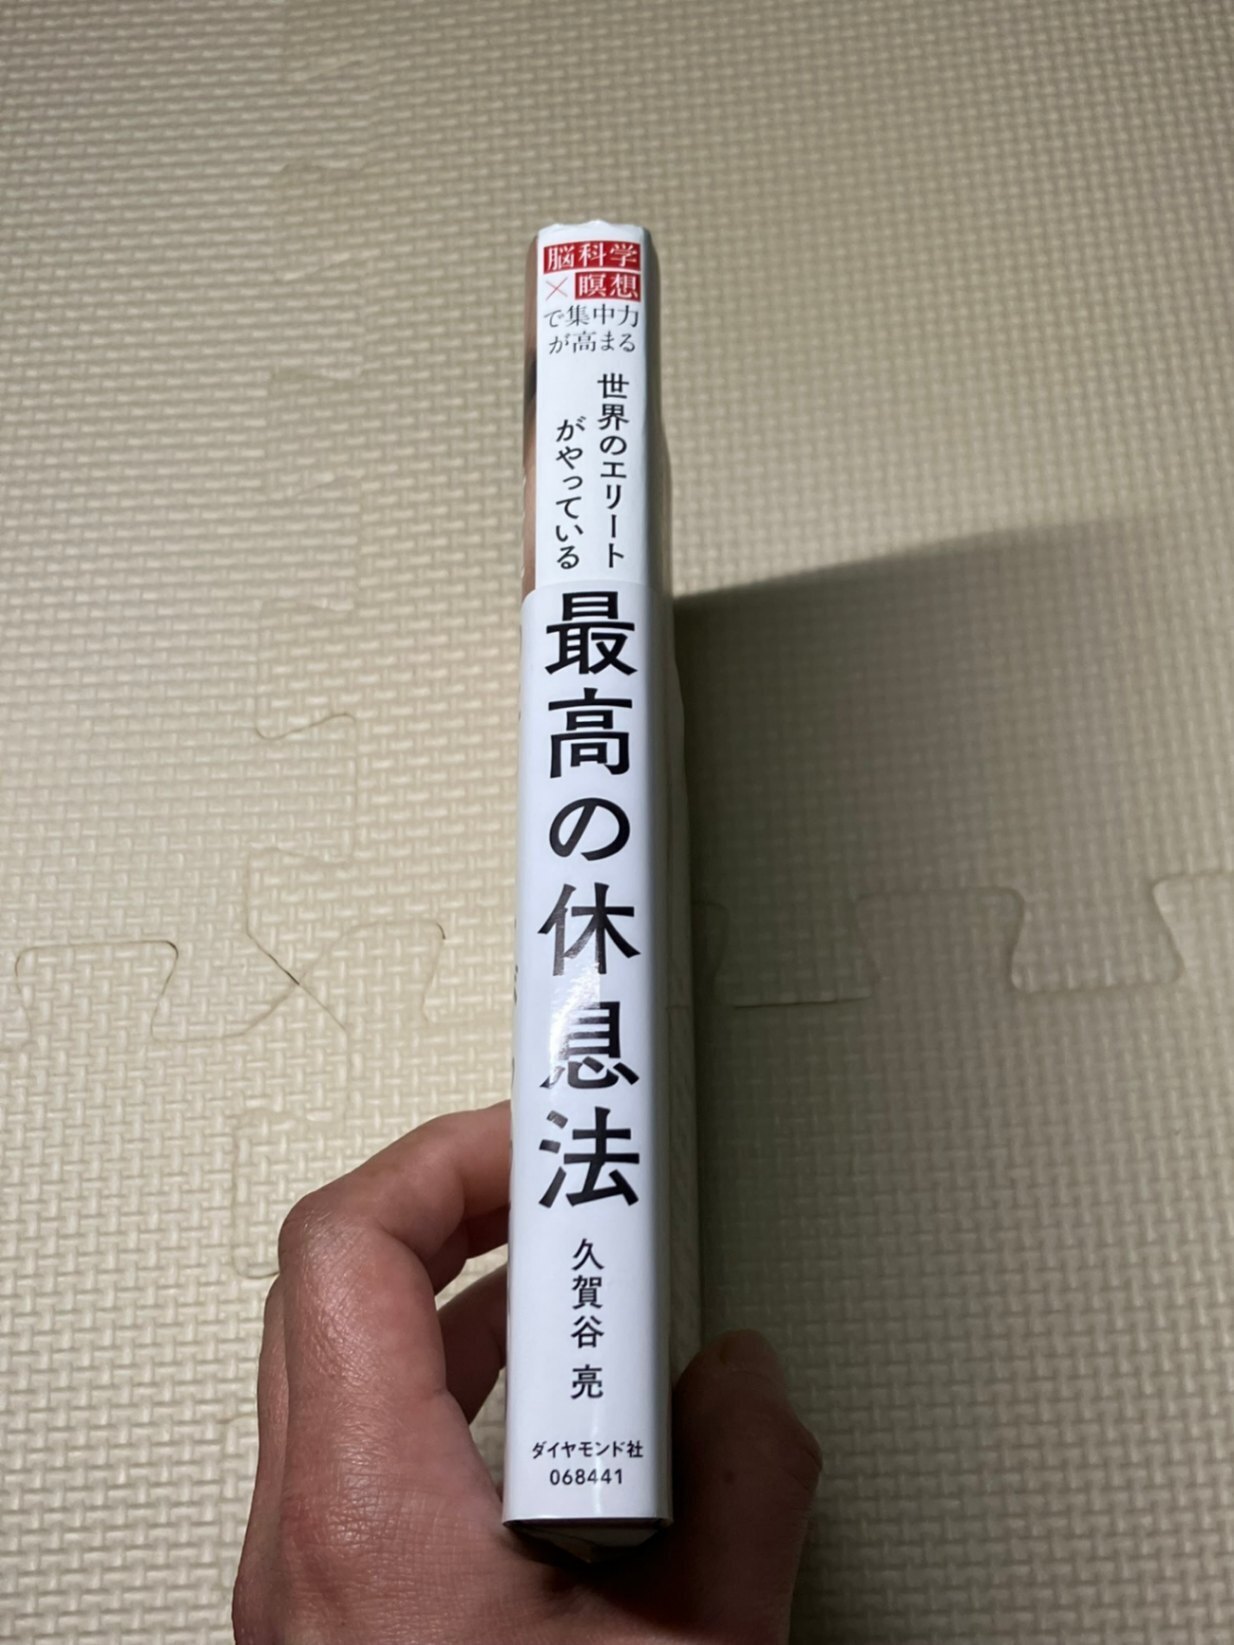 脳科学
×瞑想
で集中力
が高まる
世界のエリート
がやっている
最高の休息法
久賀谷 亮
ダイヤモンド社
068441